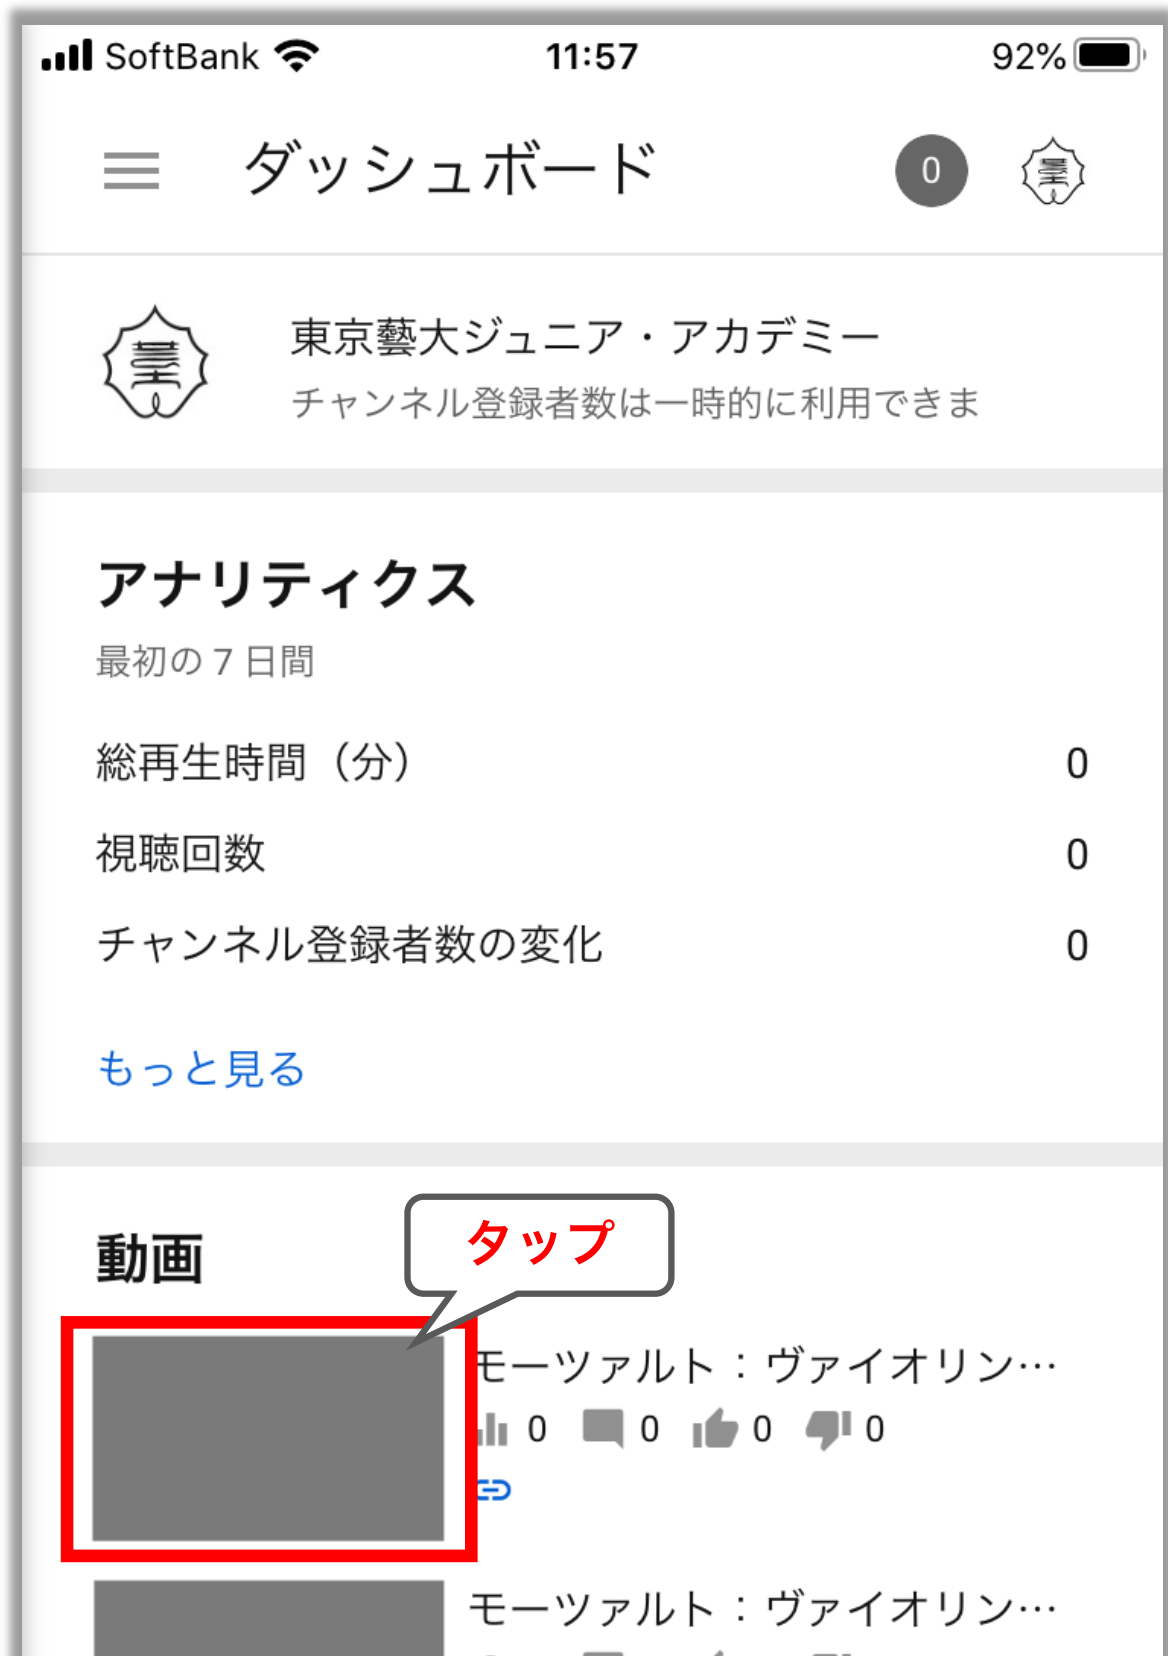 SoftBank 11:57 92%
ダッシュボード 0
東京藝大ジュニア・アカデミー
チャンネル登録者数は一時的に利用できま
アナリティクス
最初の 7 日間
総再生時間（分） 0
視聴回数 0
チャンネル登録者数の変化 0
もっと見る
動画
タップ
モーツァルト：ヴァイオリン…
0 0 0 0
モーツァルト：ヴァイオリン…